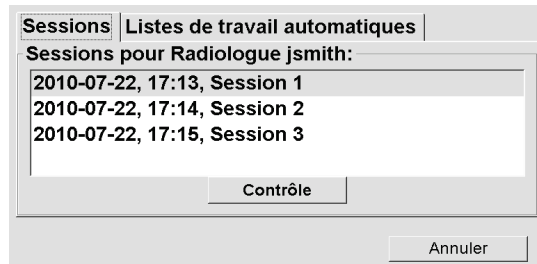 Sessions Listes de travail automatiques
Sessions pour Radiologue jsmith:
2010-07-22, 17:13, Session 1
2010-07-22, 17:14, Session 2
2010-07-22, 17:15, Session 3
Contrôle
Annuler